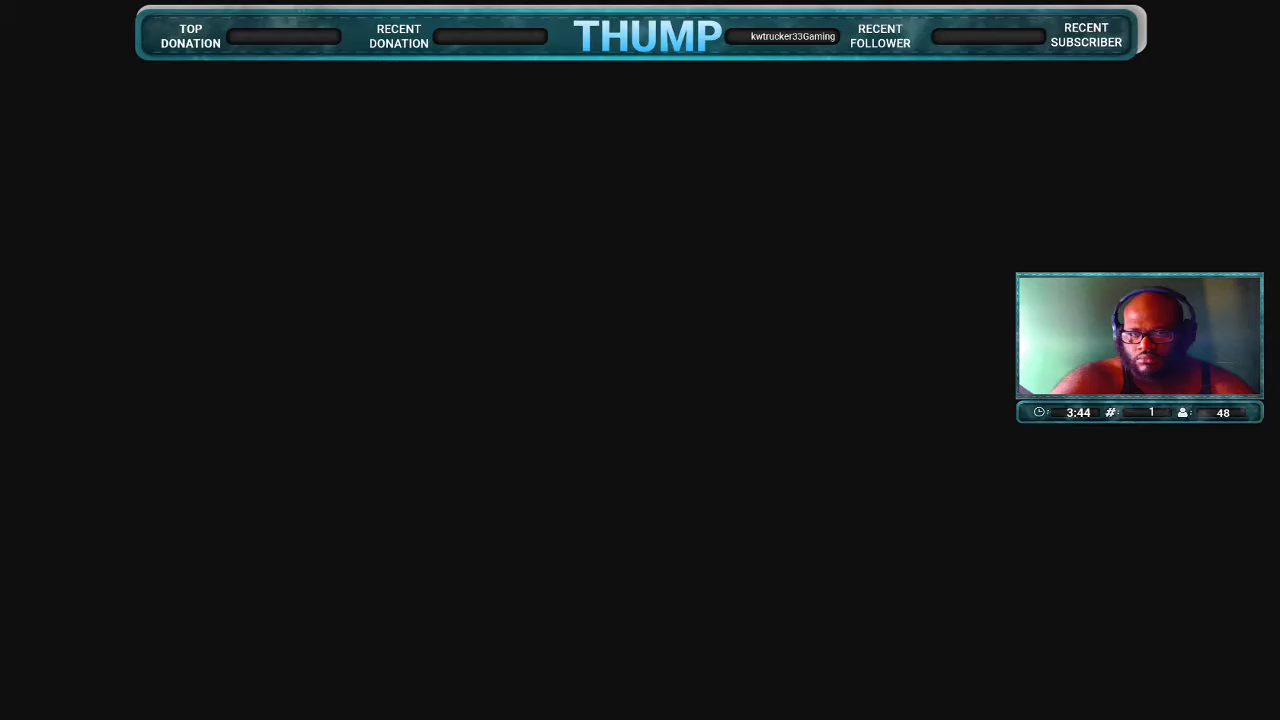 TOP
DONATION
RECENT
DONATION
THUMP
kwtrucker33Gaming
RECENT
FOLLOWER
RECENT
SUBSCRIBER
: 3:44 #: 1 : 48